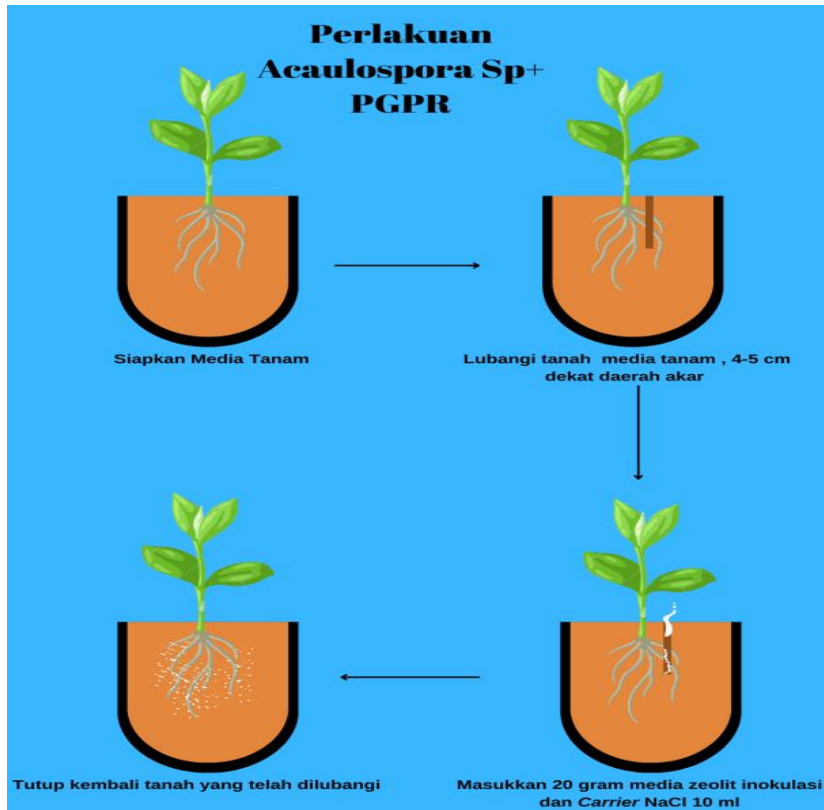 Perlakuan
Acaulospora Sp+
PGPR
Siapkan Media Tanam
Lubangi tanah media tanam , 4-5 cm
dekat daerah akar
Masukkan 20 gram media zeolit inokulasi
dan Carrier NaCl 10 ml
Tutup kembali tanah yang telah dilubangi